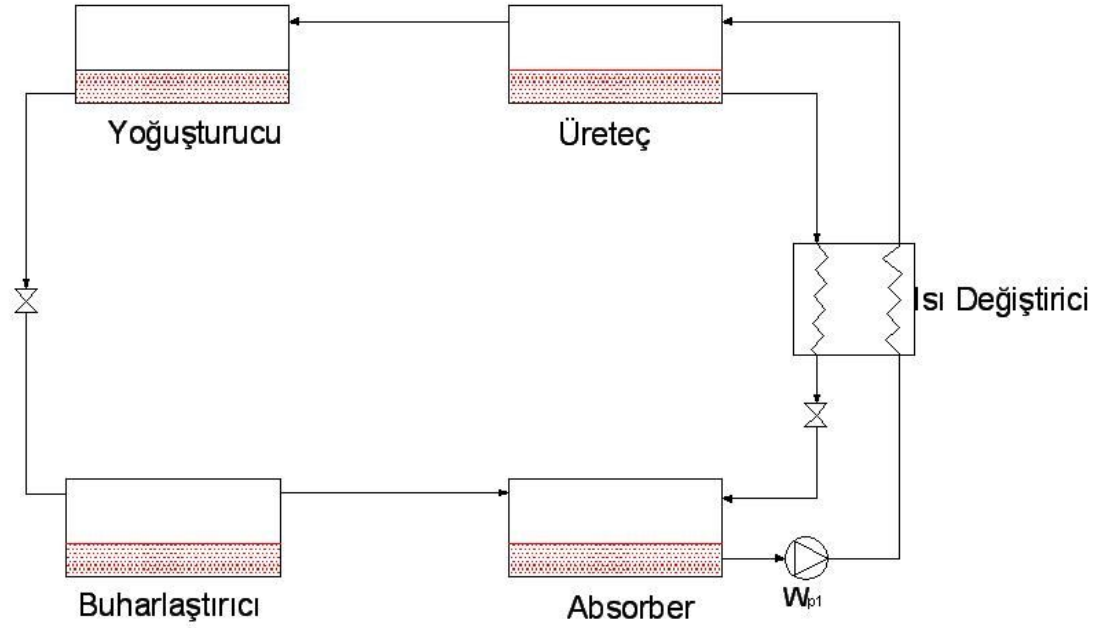 Yoğuşturucu
Üreteç
Isı Değiştirici
Buharlaştırıcı
Absorber
Wp1